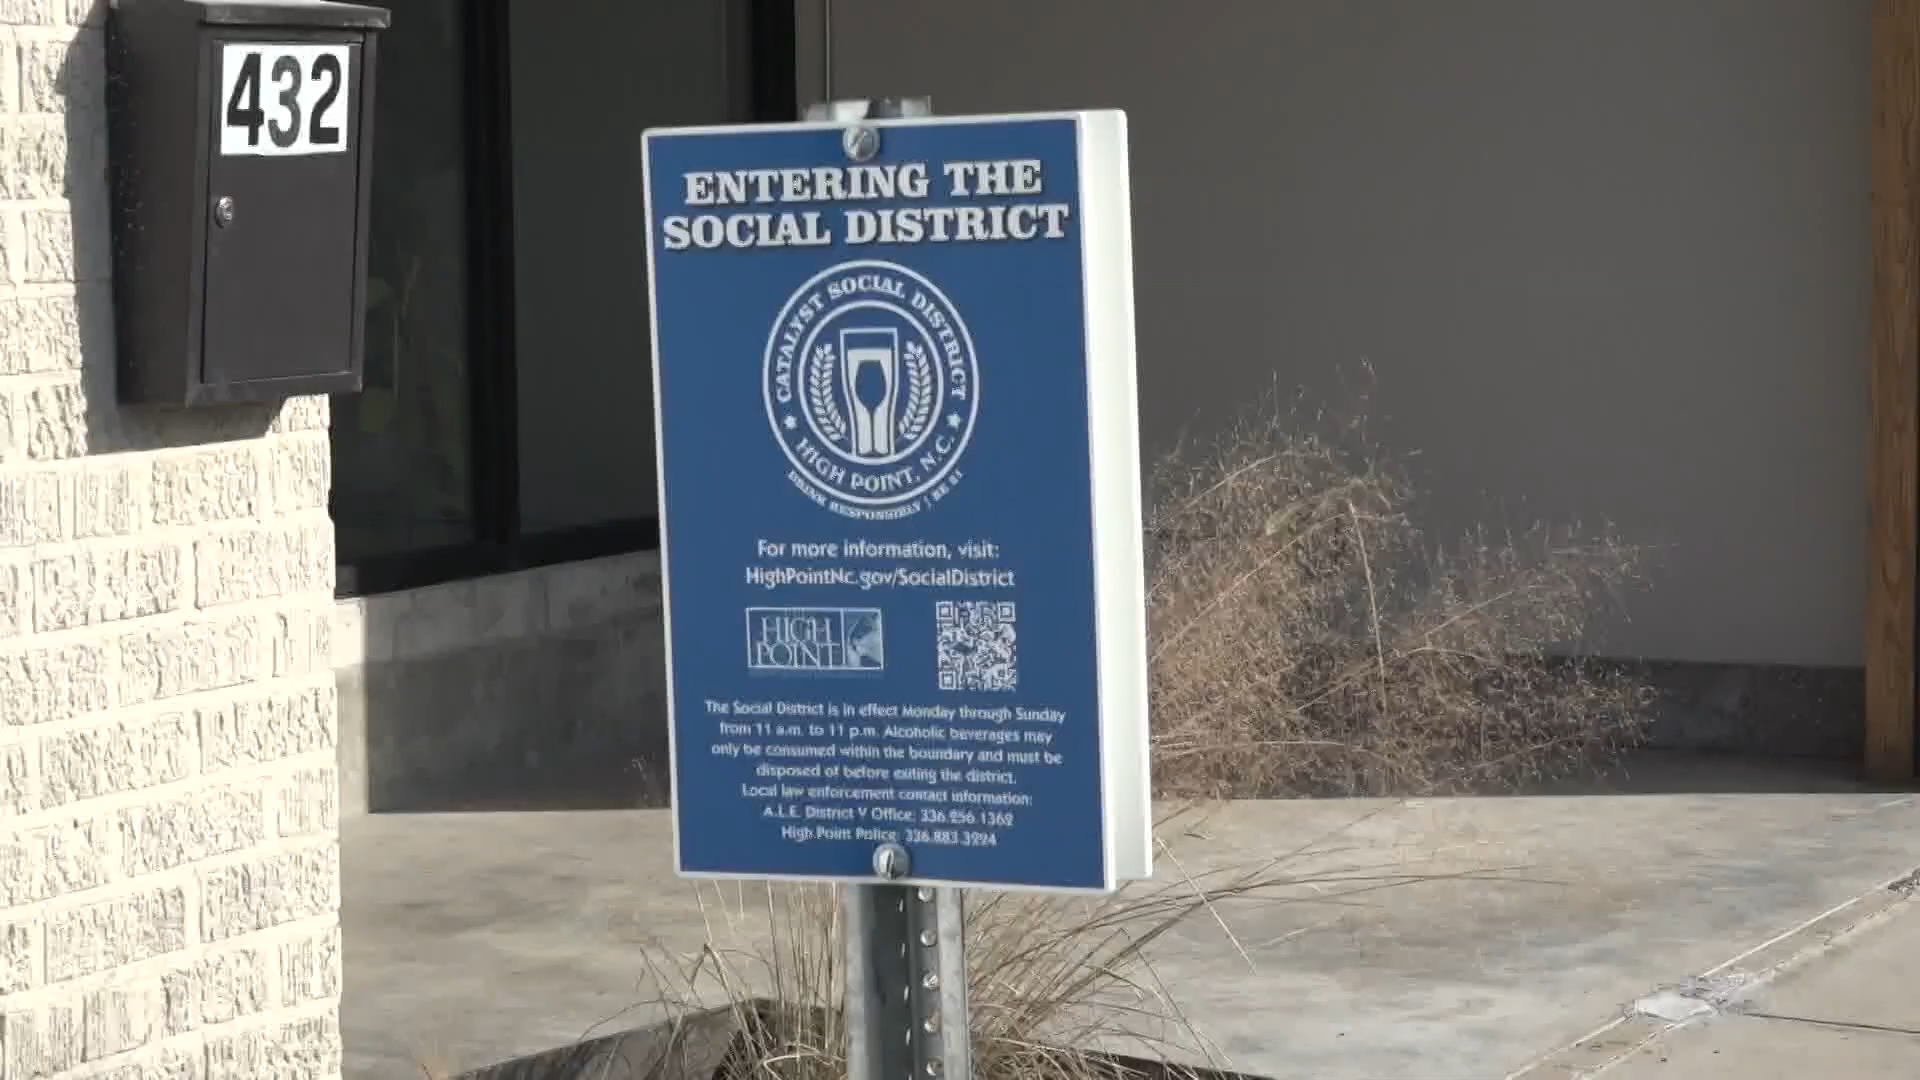 432
ENTERING THE
SOCIAL DISTRICT
CATALYST SOCIAL DISTRICT
HIGH POINT, N.C.
DRINK RESPONSIBLY | BE 21
For more information, visit:
HighPointNc.gov/SocialDistrict
HIGH
POINT
The Social District is in effect Monday through Sunday
from 11 a.m. to 11 p.m. Alcoholic beverages may
only be consumed within the boundary and must be
disposed of before exiting the district.
Local law enforcement contact information:
A.L.E. District V Office: 336.256.1362
High Point Police: 336.883.3224